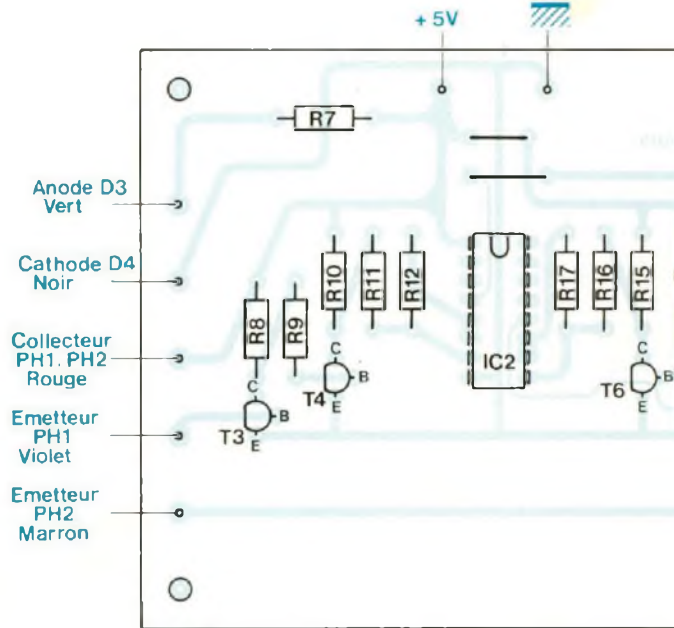 + 5V
R7
Anode D3
Vert
Cathode D4
Noir
Collecteur
PH1. PH2
Rouge
Emetteur
PH1
Violet
Emetteur
PH2
Marron
R8
R9
R10
R11
R12
IC2
R17
R16
R15
C
B
E
T3
C
B
E
T4
C
B
E
T6